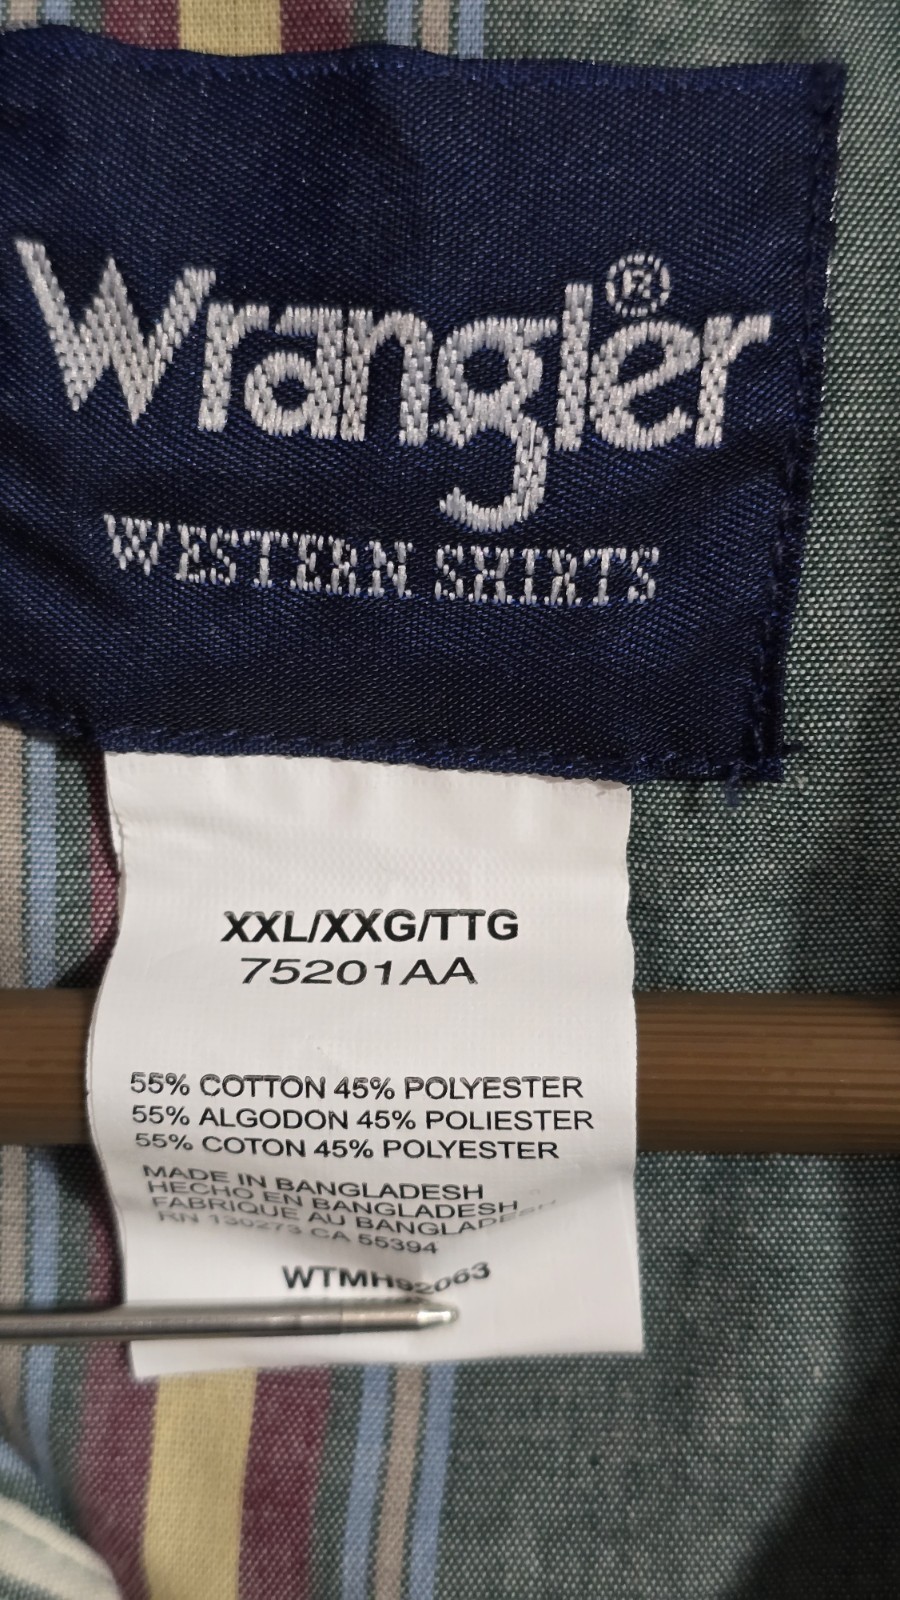 Wrangler®
WESTERN SHIRTS
XXL/XXG/TTG
75201AA
55% COTTON 45% POLYESTER
55% ALGODON 45% POLIESTER
55% COTON 45% POLYESTER
MADE IN BANGLADESH
HECHO EN BANGLADESH
FABRIQUE AU BANGLADESH
RN 130273 CA 55394
WTMH92063